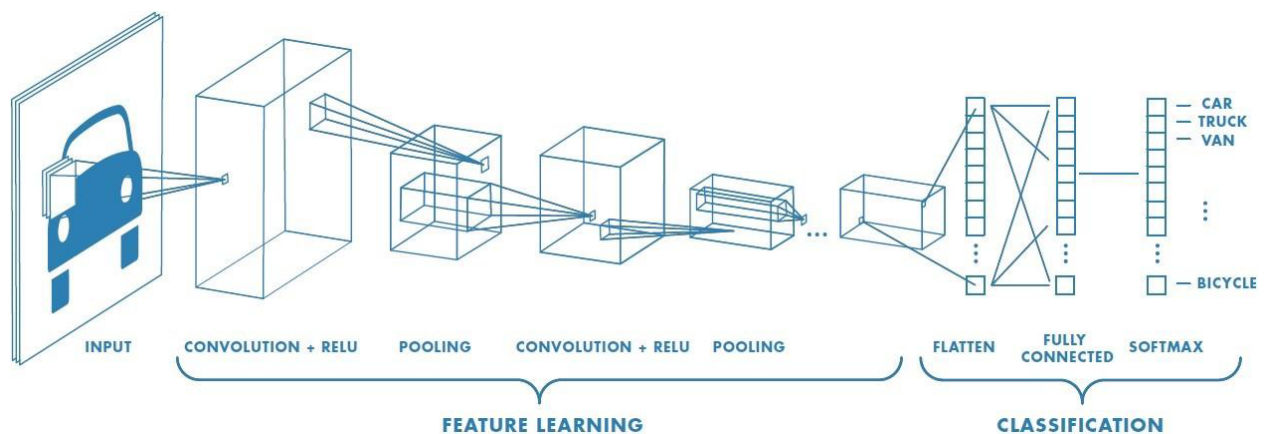 CAR
TRUCK
VAN
BICYCLE
INPUT
CONVOLUTION + RELU
POOLING
CONVOLUTION + RELU
POOLING
FLATTEN
FULLY
CONNECTED
SOFTMAX
FEATURE LEARNING
CLASSIFICATION